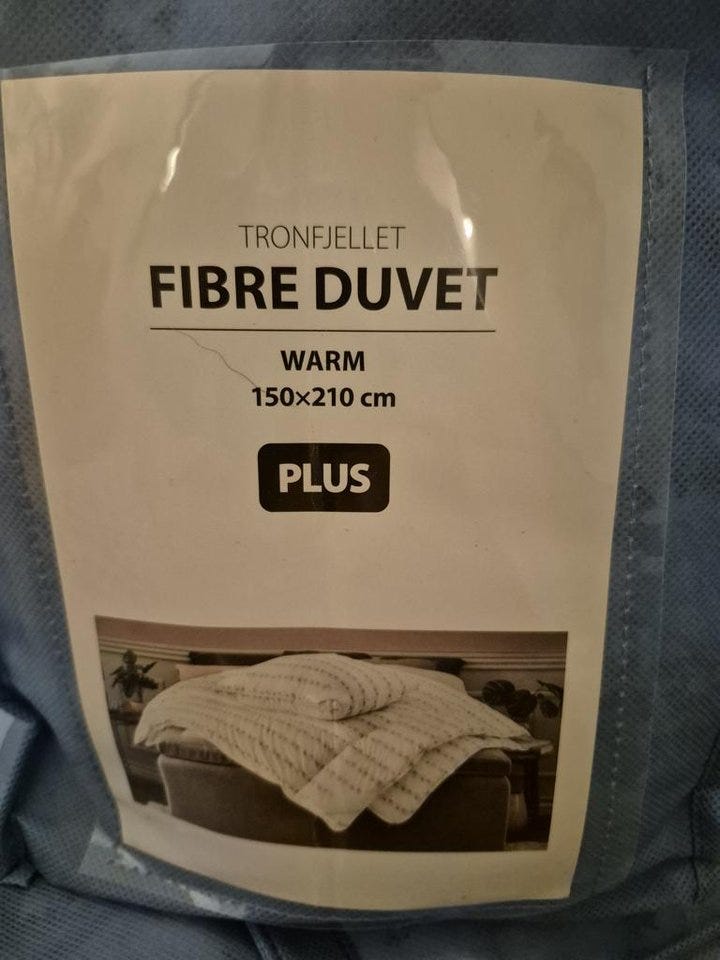 TRONFJELLET
FIBRE DUVET
WARM
150×210 cm
PLUS